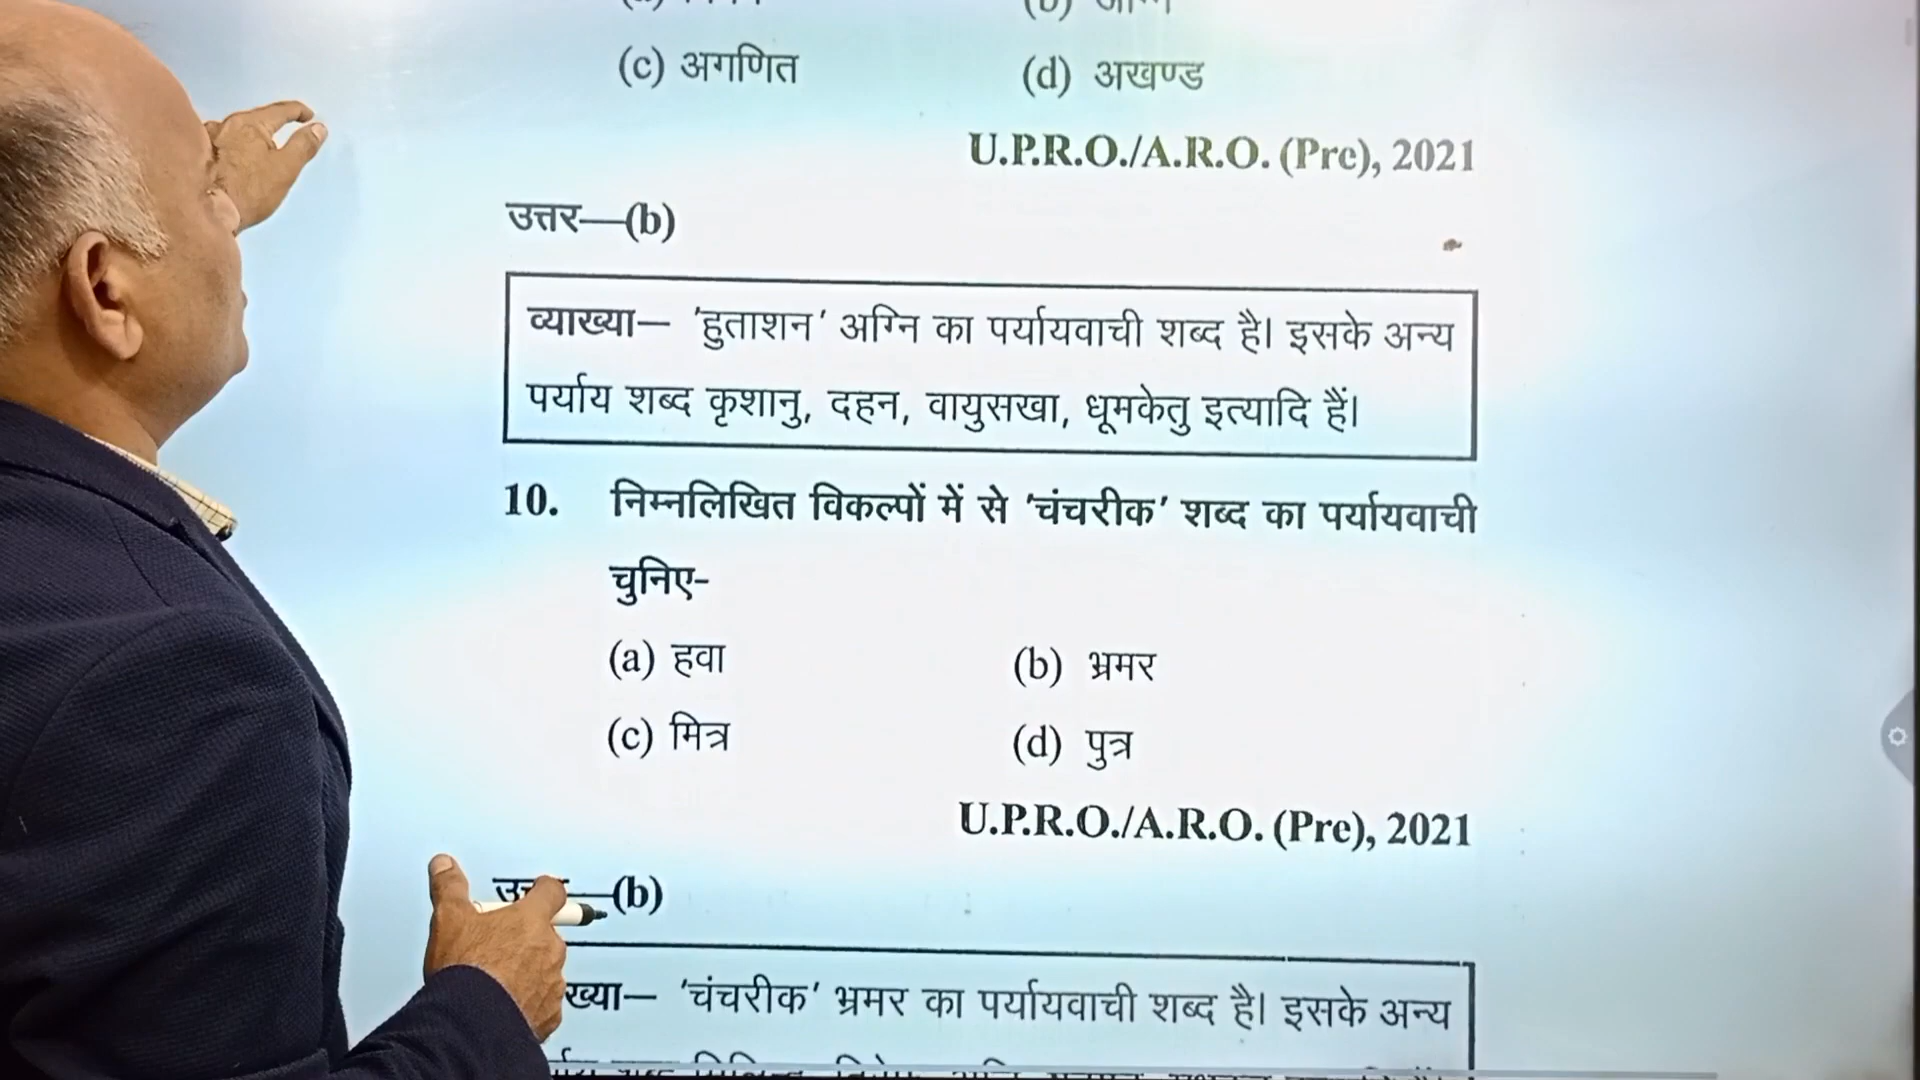 (c) अगणित (d) अखण्ड
U.P.R.O./A.R.O. (Pre), 2021
उत्तर—(b)
व्याख्या— 'हुताशन' अग्नि का पर्यायवाची शब्द है। इसके अन्य
पर्याय शब्द कृशानु, दहन, वायुसखा, धूमकेतु इत्यादि हैं।
10. निम्नलिखित विकल्पों में से 'चंचरीक' शब्द का पर्यायवाची
चुनिए-
(a) हवा (b) भ्रमर
(c) मित्र (d) पुत्र
U.P.R.O./A.R.O. (Pre), 2021
(b)
ख्या— 'चंचरीक' भ्रमर का पर्यायवाची शब्द है। इसके अन्य